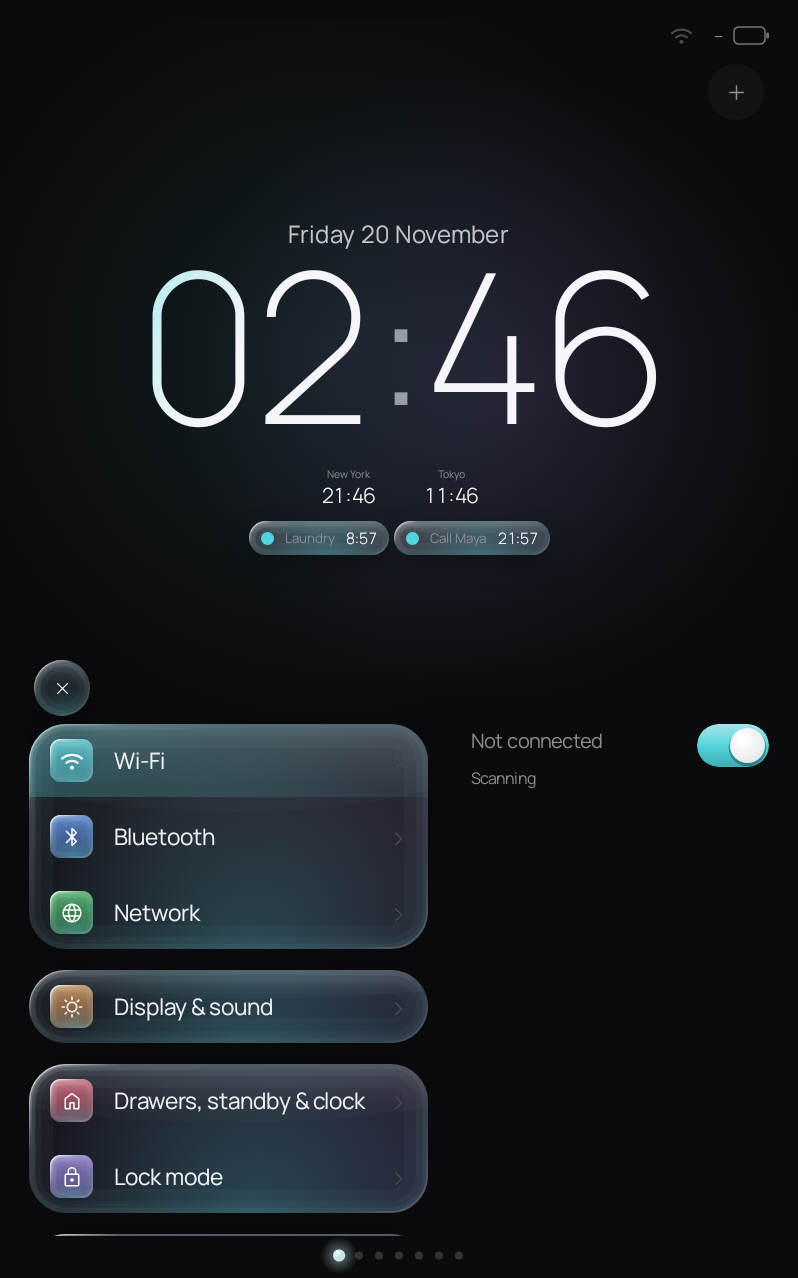 Friday 20 November
02:46
New York Tokyo
21:46 11:46
Laundry 8:57 Call Maya 21:57
Wi-Fi
Not connected
Scanning
Bluetooth
Network
Display & sound
Drawers, standby & clock
Lock mode